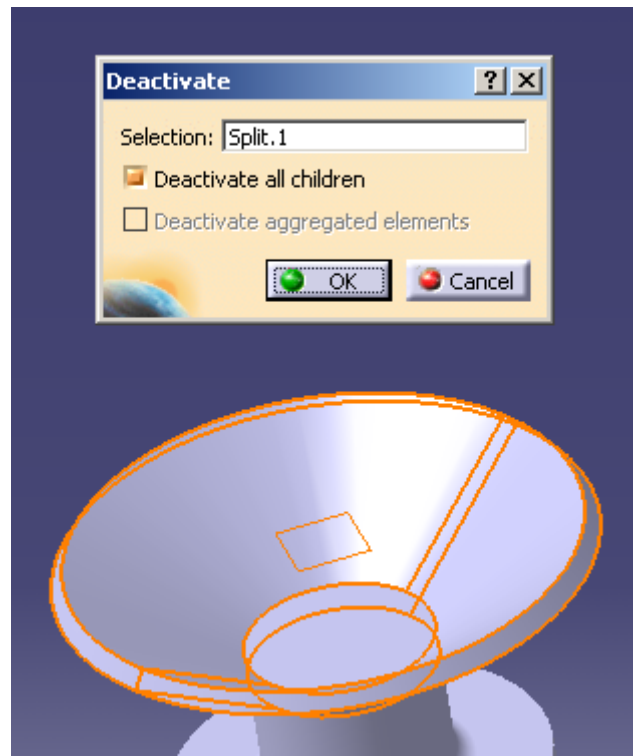 Deactivate
Selection: Split.1
Deactivate all children
Deactivate aggregated elements
OK Cancel